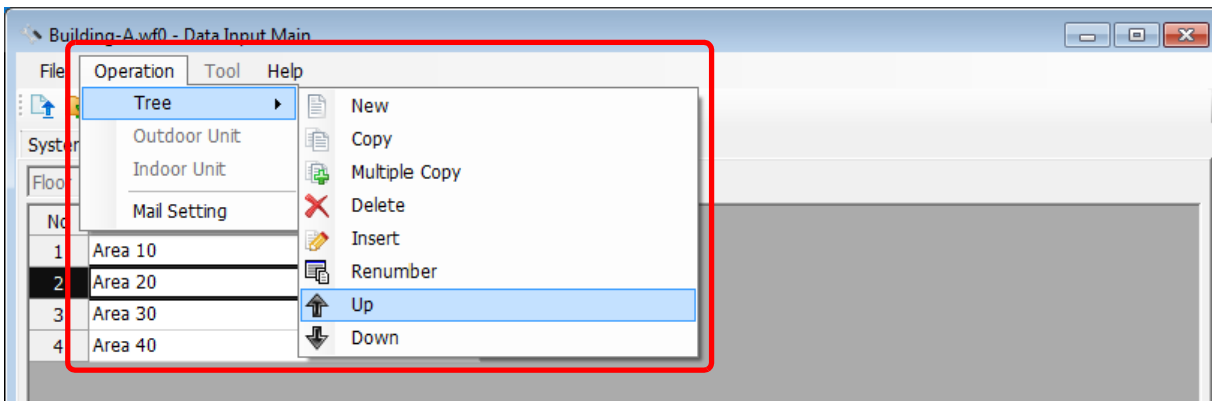 Building-A.wf0 - Data Input Main
File Operation Tool Help
Tree
New
Copy
Outdoor Unit
Indoor Unit
Multiple Copy
Mail Setting
Delete
Insert
Renumber
Up
Down
Floor
1 Area 10
2 Area 20
3 Area 30
4 Area 40